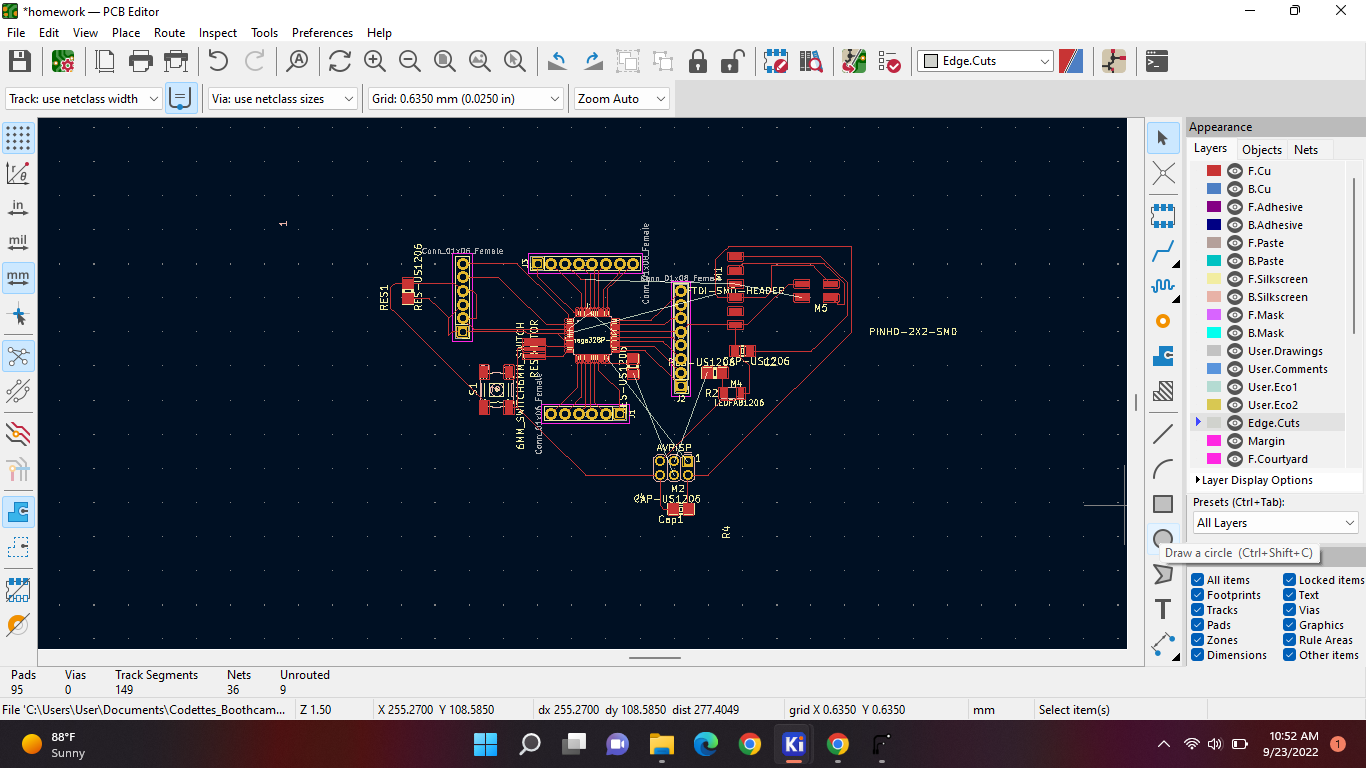 *homework — PCB Editor
File Edit View Place Route Inspect Tools Preferences Help
Edge.Cuts
Track: use netclass width Via: use netclass sizes Grid: 0.6350 mm (0.0250 in) Zoom Auto
in
mil
mm
1
RES1
RES-US1206
Conn_01x06_Female
J3
Conn_01x08_Female
Conn_01x08_Female
M1
FTDI-SMD-HEADER
M5
PINHD-2X2-SMD
mega328P
6MM_SWITCH
6MM_SWITCH
RESONATOR
S1
Conn_01x06_Female
J1
CAP-US1206
C2
M4
R2
LEDFAB1206
J2
AVRISP
1
M2
CAP-US1206
Cap1
R4
Appearance
Layers Objects Nets
F.Cu
B.Cu
F.Adhesive
B.Adhesive
F.Paste
B.Paste
F.Silkscreen
B.Silkscreen
F.Mask
B.Mask
User.Drawings
User.Comments
User.Eco1
User.Eco2
Edge.Cuts
Margin
F.Courtyard
Layer Display Options
Presets (Ctrl+Tab):
All Layers
Draw a circle (Ctrl+Shift+C)
All items Locked items
Footprints Text
Tracks Vias
Pads Graphics
Zones Rule Areas
Dimensions Other items
Pads Vias Track Segments Nets Unrouted
95 0 149 36 9
File 'C:\Users\User\Documents\Codettes_Boothcam... Z 1.50 X 255.2700 Y 108.5850 dx 255.2700 dy 108.5850 dist 277.4049 grid X 0.6350 Y 0.6350 mm Select item(s)
88°F
Sunny
Ki
10:52 AM
9/23/2022
1